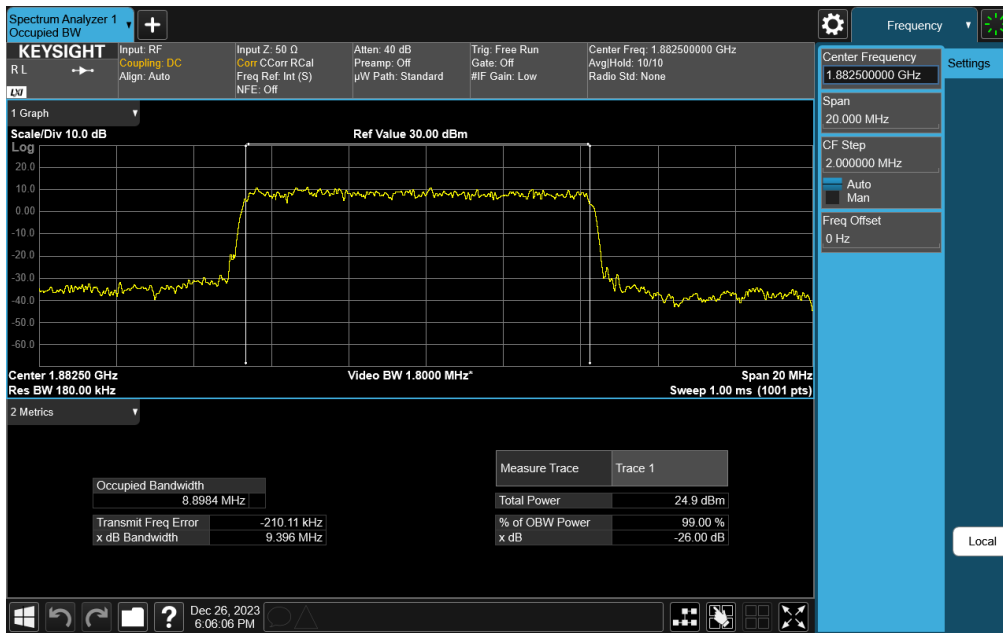 Spectrum Analyzer 1
Occupied BW
Frequency
KEYSIGHT
R L
LXI
Input: RF
Coupling: DC
Align: Auto
Input Z: 50 Ω
Corr CCorr RCal
Freq Ref: Int (S)
NFE: Off
Atten: 40 dB
Preamp: Off
µW Path: Standard
Trig: Free Run
Gate: Off
#IF Gain: Low
Center Freq: 1.882500000 GHz
Avg|Hold: 10/10
Radio Std: None
Center Frequency
1.882500000 GHz
Settings
Span
20.000 MHz
CF Step
2.000000 MHz
Auto
Man
Freq Offset
0 Hz
1 Graph
Scale/Div 10.0 dB
Ref Value 30.00 dBm
Log
20.0
10.0
0.00
-10.0
-20.0
-30.0
-40.0
-50.0
-60.0
Center 1.88250 GHz
Video BW 1.8000 MHz*
Span 20 MHz
Res BW 180.00 kHz
Sweep 1.00 ms (1001 pts)
2 Metrics
Occupied Bandwidth
8.8984 MHz
Transmit Freq Error -210.11 kHz
x dB Bandwidth 9.396 MHz
Measure Trace Trace 1
Total Power 24.9 dBm
% of OBW Power 99.00 %
x dB -26.00 dB
Local
?
Dec 26, 2023
6:06:06 PM